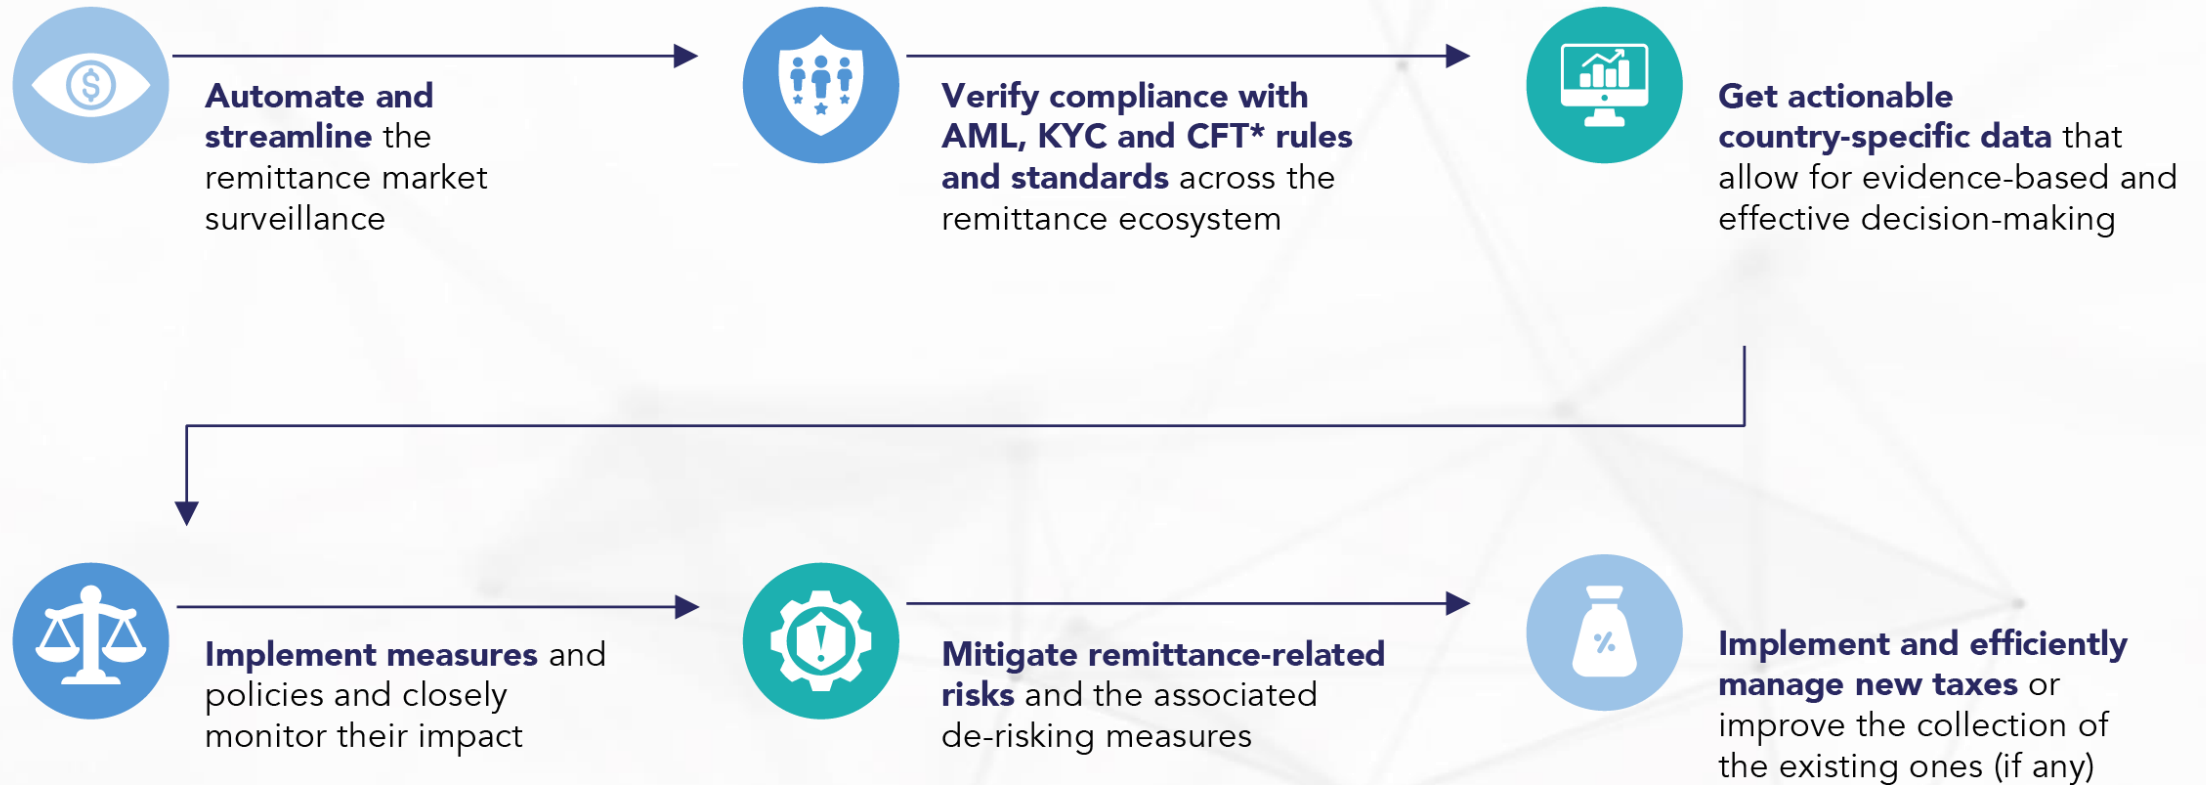 Automate and
streamline the
remittance market
surveillance
Verify compliance with
AML, KYC and CFT* rules
and standards across the
remittance ecosystem
Get actionable
country-specific data that
allow for evidence-based and
effective decision-making
Implement measures and
policies and closely
monitor their impact
Mitigate remittance-related
risks and the associated
de-risking measures
Implement and efficiently
manage new taxes or
improve the collection of
the existing ones (if any)